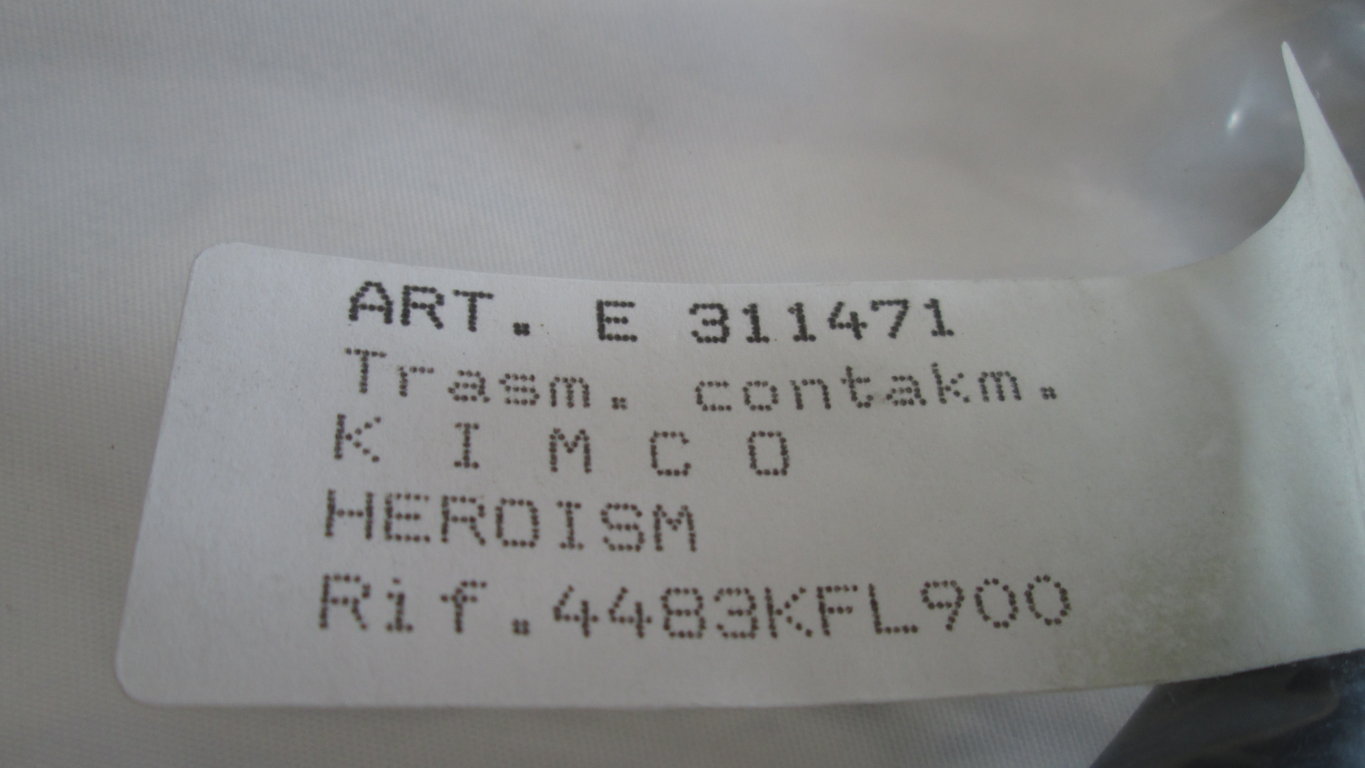 ART. E 311471
Trasm. contakm.
K I M C O
HEROISM
Rif.4483KFL900